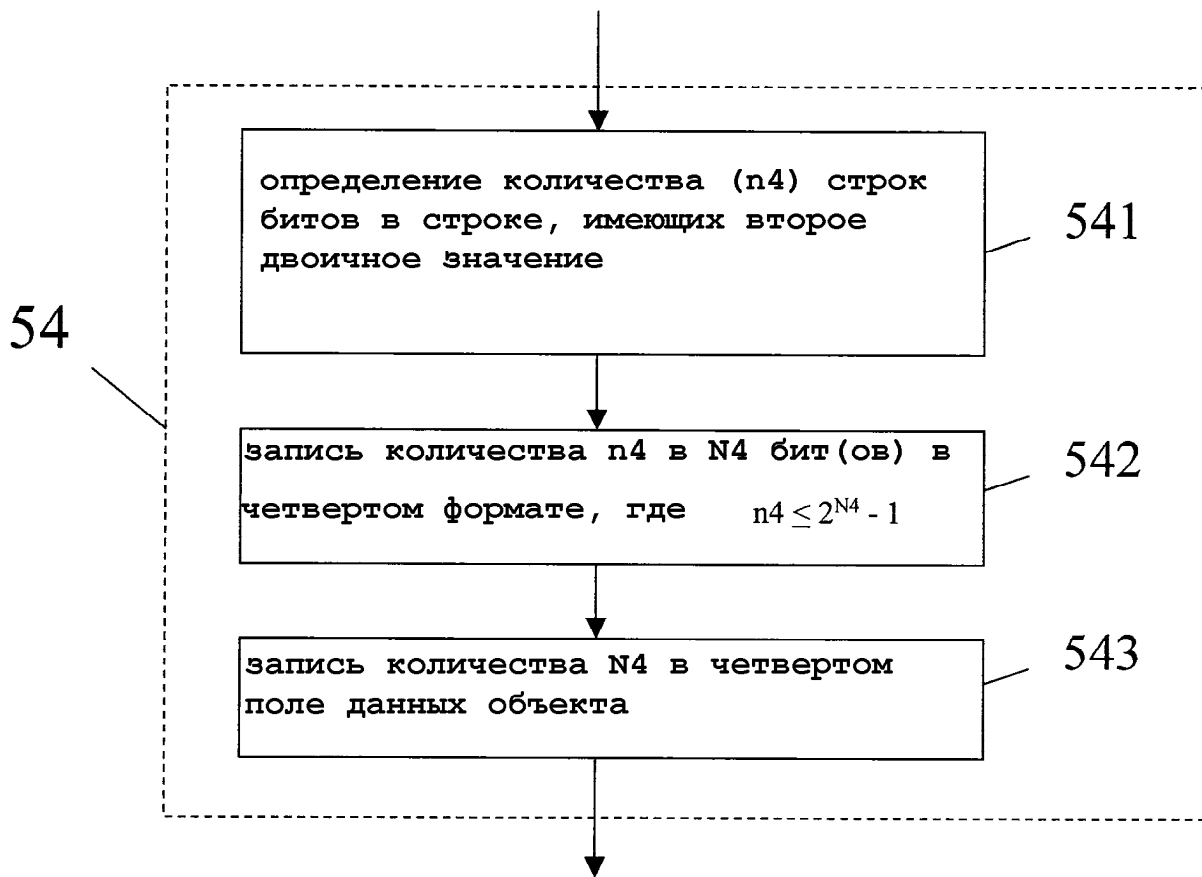 определение количества (n4) строк
битов в строке, имеющих второе
двоичное значение
541
54
запись количества n4 в N4 бит(ов) в
четвертом формате, где n4 ≤ 2^N4 - 1
542
запись количества N4 в четвертом
поле данных объекта
543